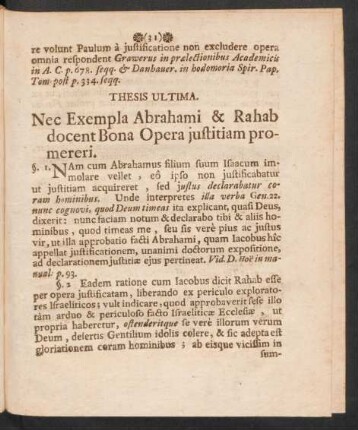 (31)
re volunt Paulum à justificatione non excludere opera
omnia respondent Grawerus in prælectionibus Academicis
in A. C. p. 678. seqq. & Danhauer. in hodomoria Spir. Pap.
Tom. post p. 334. seqq.
THESIS ULTIMA.
Nec Exempla Abrahami & Rahab
docent Bona Opera justitiam pro-
mereri.
§. 1. NAm cum Abrahamus filium suum Isaacum im-
molare vellet, eô ipso non justificabatur
ut justitiam acquireret, sed justus declarabatur co-
ram hominibus. Unde interpretes illa verba Gen. 22.
nunc cognovi, quod Deum timeas ita explicant, quasi Deus,
dixerit: nunc faciam notum & declarabo tibi & aliis ho-
minibus, quod timeas me, seu sis verè pius ac justus
vir, ut illa approbatio facti Abrahami, quam Jacobus hîc
appellat justificationem, unanimi doctorum expositione,
ad declarationem justitiæ ejus pertineat. Vid. D. Hoë in ma-
nual: p. 93.
§. 2 Eadem ratione cum Jacobus dicit Rahab esse
per opera justificatam, liberando ex periculo explorato-
res Israeliticos: vult indicare, quod approbaverit sese illo
tàm arduo & periculoso facto Israeliticæ Ecclesiæ, ut
propria haberetur, ostenderitque se verè illorum verum
Deum, desertis Gentilium idolis colere, & sic adepta est
gloriationem coram hominibus; ab eisque vicissim in
sum-